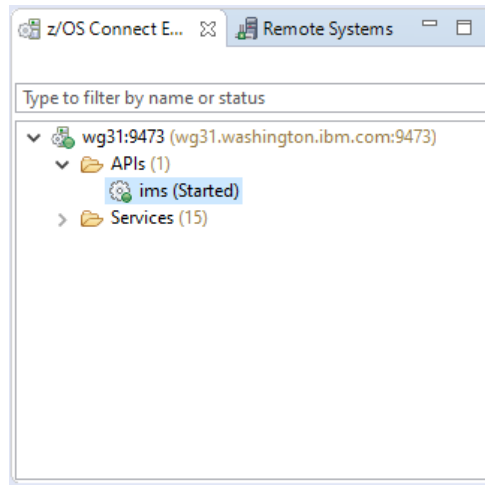 z/OS Connect E... Remote Systems
Type to filter by name or status
wg31:9473 (wg31.washington.ibm.com:9473)
APIs (1)
ims (Started)
Services (15)